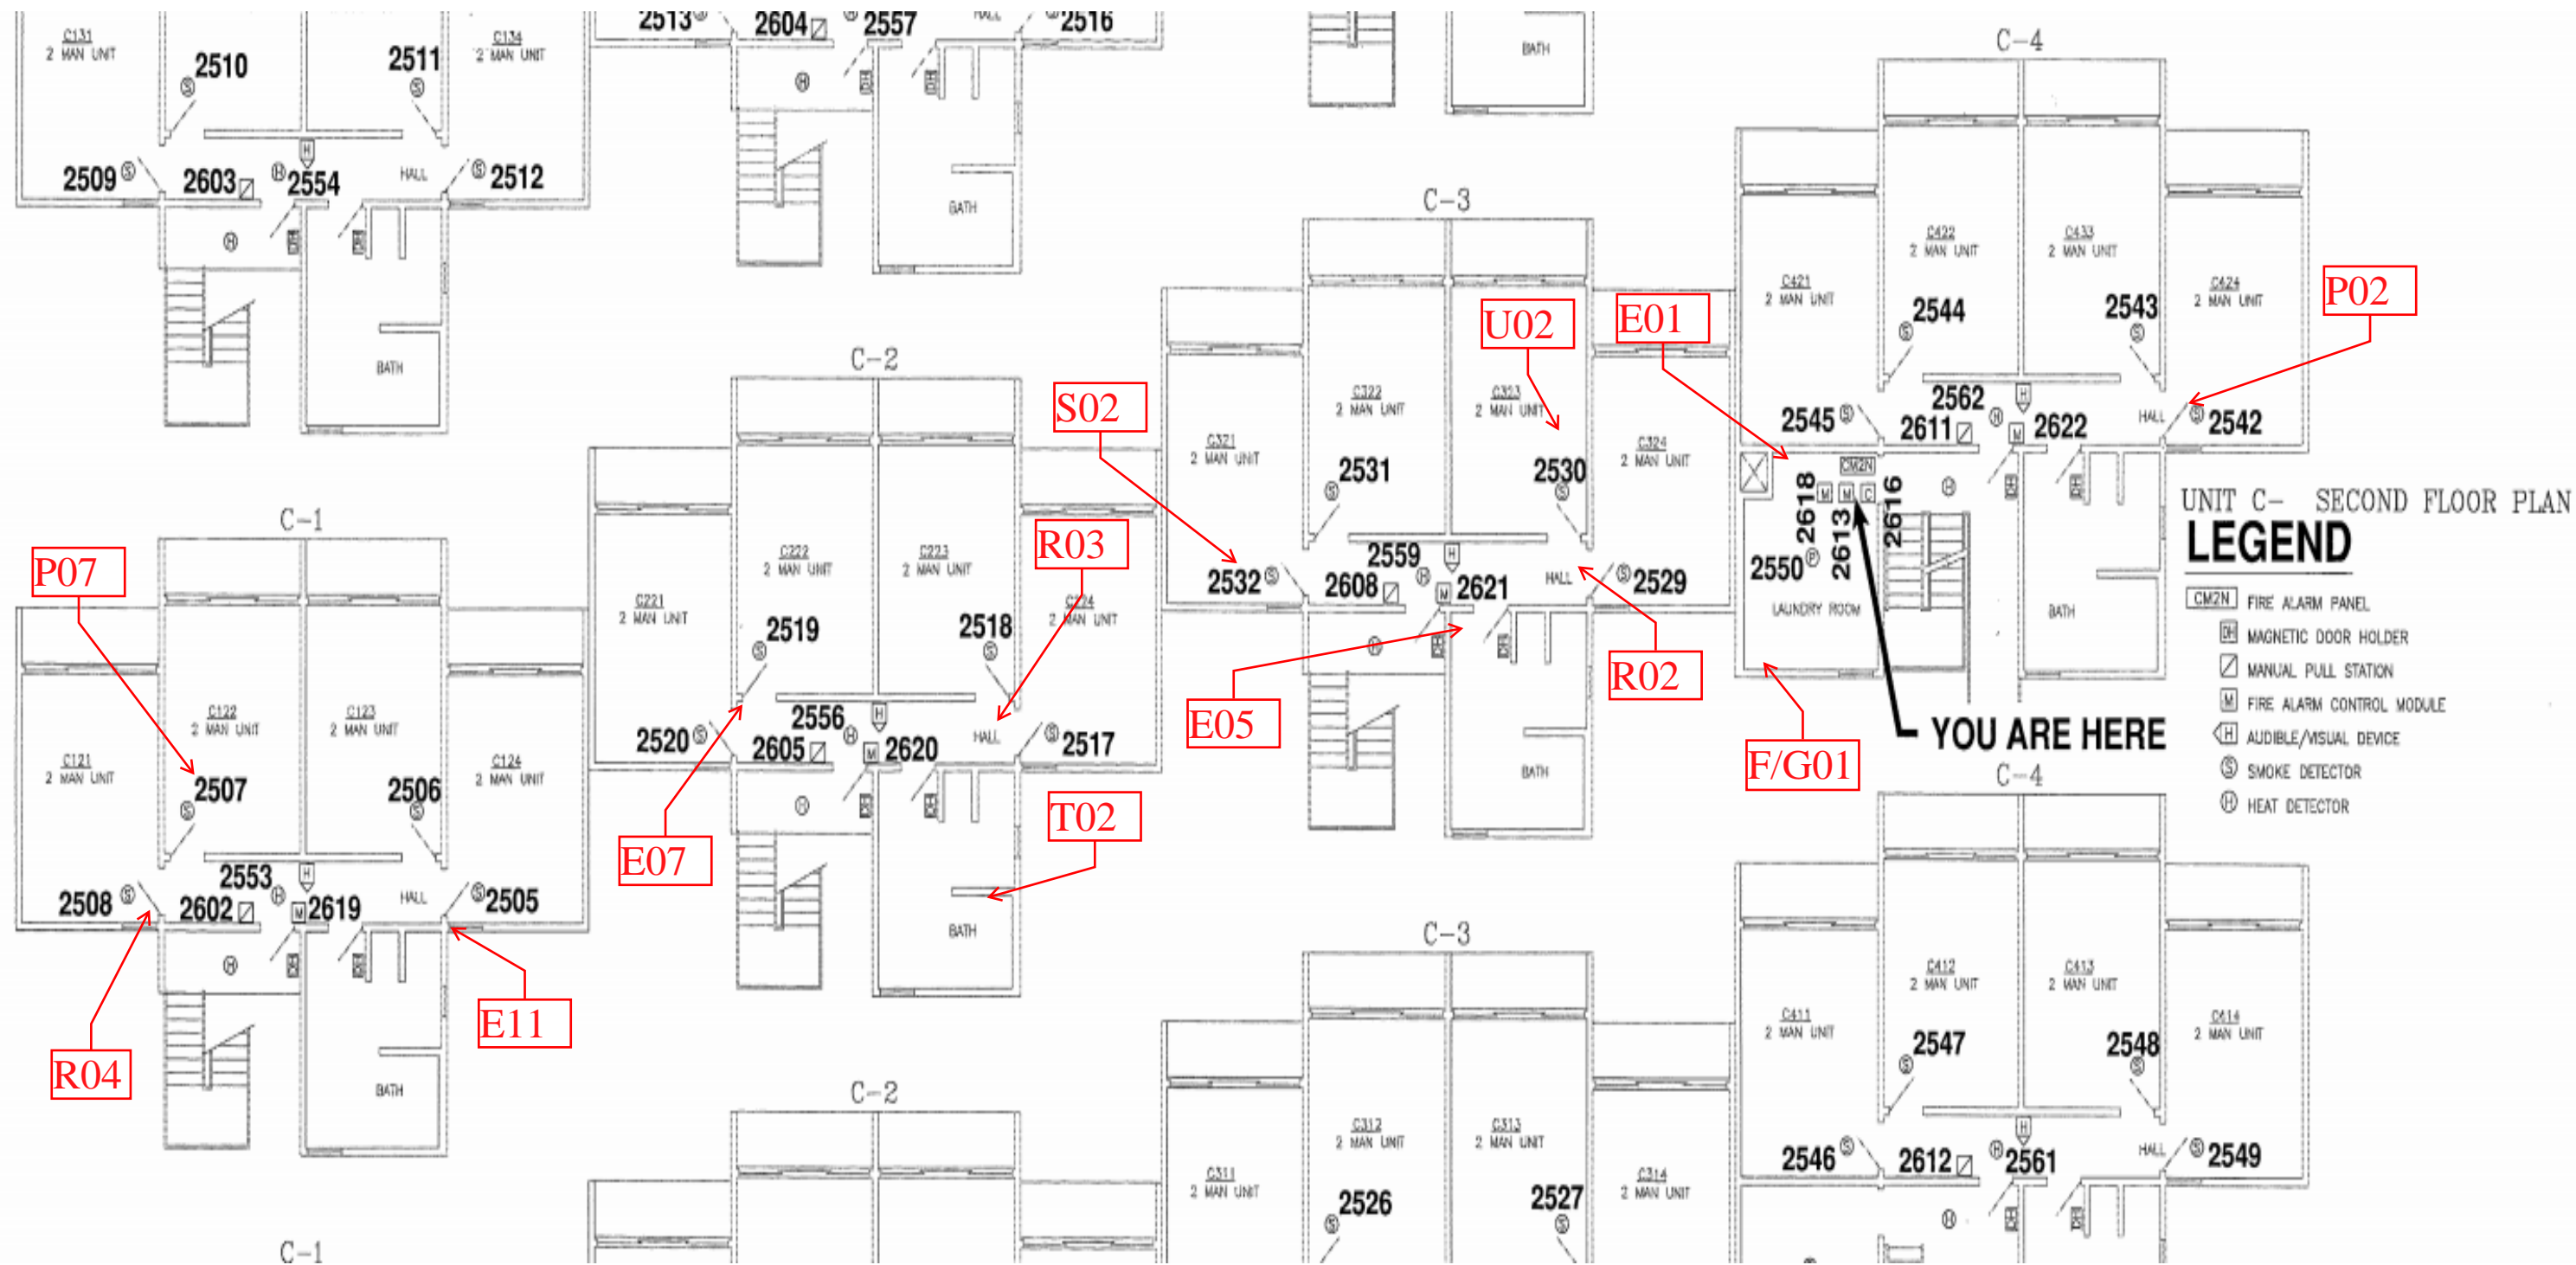 2513
2604
2557
HALL
2516
C131
2 MAN UNIT
2510
2511
C134
2 MAN UNIT
BATH
C-4
2509
2603
2554
HALL
2512
BATH
BATH
C-3
C421
2 MAN UNIT
C422
2 MAN UNIT
C433
2 MAN UNIT
C424
2 MAN UNIT
2544
2543
P02
U02
E01
C-2
S02
C321
2 MAN UNIT
C322
2 MAN UNIT
C323
2 MAN UNIT
C324
2 MAN UNIT
2531
2530
2545
2562
2611
M
2622
HALL
2542
CM2N
2618
M
M
C
2613
2616
2550
P
LAUNDRY ROOM
BATH
DH
DH
H
UNIT C- SECOND FLOOR PLAN
LEGEND
CM2N FIRE ALARM PANEL
DH MAGNETIC DOOR HOLDER
MANUAL PULL STATION
M FIRE ALARM CONTROL MODULE
H AUDIBLE/VISUAL DEVICE
S SMOKE DETECTOR
H HEAT DETECTOR
C-1
P07
R03
C221
2 MAN UNIT
C222
2 MAN UNIT
C223
2 MAN UNIT
C224
2 MAN UNIT
2519
2518
2532
2559
2608
M
2621
HALL
2529
E05
R02
F/G01
YOU ARE HERE
C-4
BATH
C121
2 MAN UNIT
C122
2 MAN UNIT
C123
2 MAN UNIT
C124
2 MAN UNIT
2507
2506
2520
2556
2605
M
2620
HALL
2517
E07
T02
BATH
2508
2553
2602
M
2619
HALL
2505
E11
R04
BATH
C-3
C411
2 MAN UNIT
C412
2 MAN UNIT
C413
2 MAN UNIT
C414
2 MAN UNIT
2547
2548
C-2
C311
2 MAN UNIT
C312
2 MAN UNIT
C313
2 MAN UNIT
C314
2 MAN UNIT
2526
2527
2546
2612
2561
HALL
2549
C-1